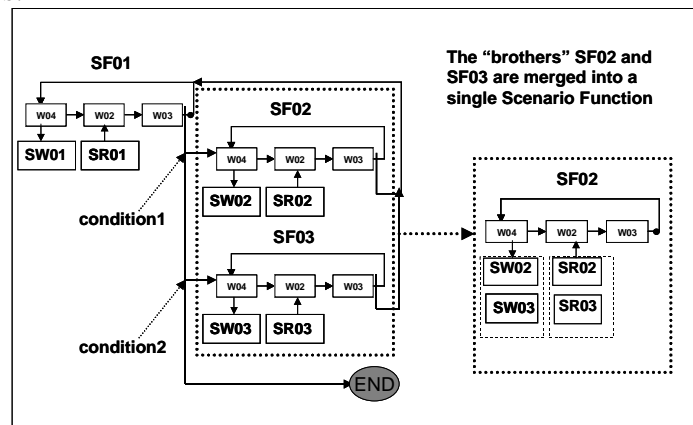 SF01
The “brothers” SF02 and
SF03 are merged into a
single Scenario Function
W04
W02
W03
SW01
SR01
SF02
W04
W02
W03
SW02
SR02
condition1
SF03
W04
W02
W03
SW03
SR03
condition2
END
SF02
W04
W02
W03
SW02
SR02
SW03
SR03